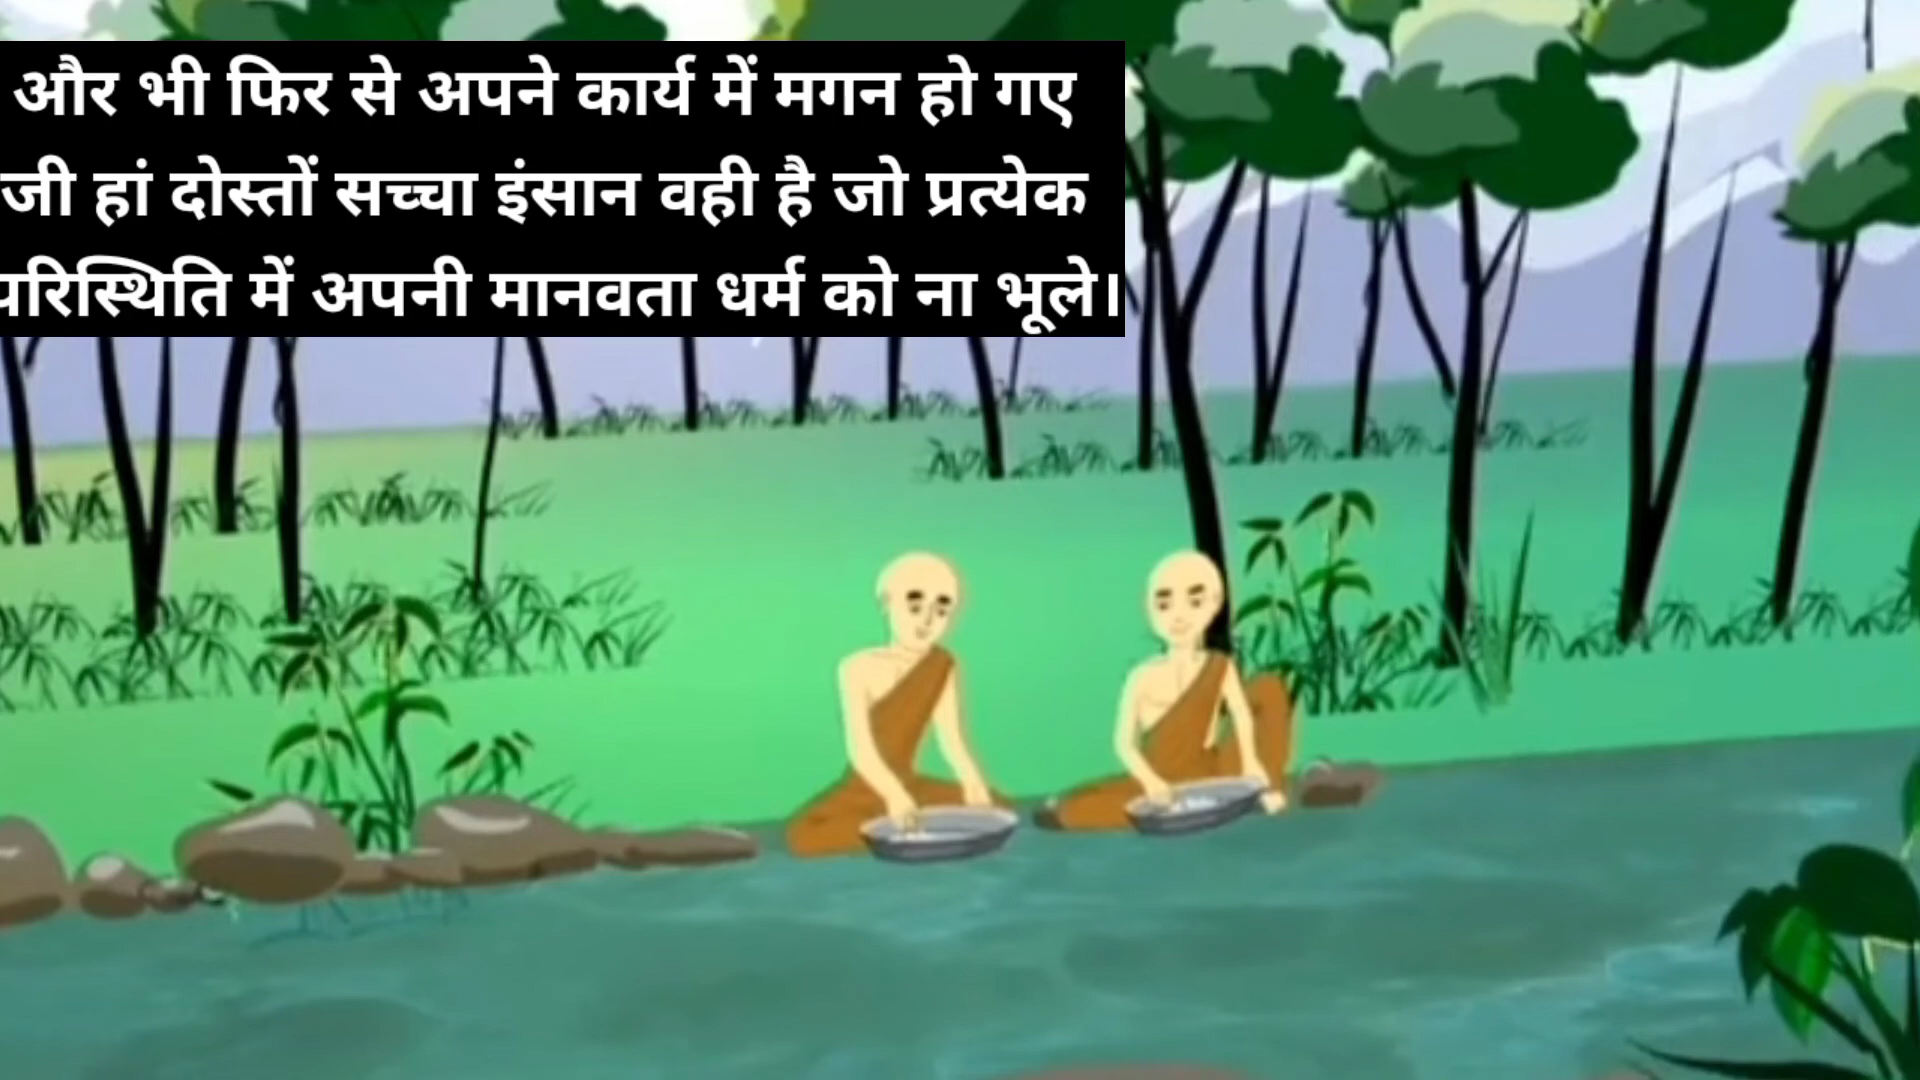 और भी फिर से अपने कार्य में मगन हो गए
जी हां दोस्तों सच्चा इंसान वही है जो प्रत्येक
परिस्थिति में अपनी मानवता धर्म को ना भूले।